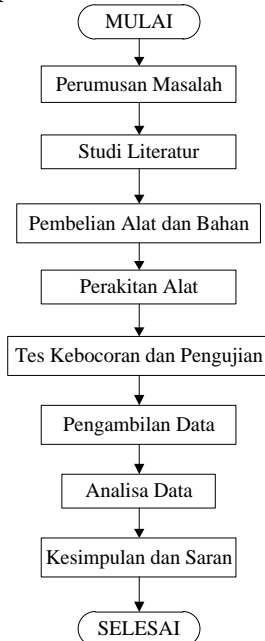 MULAI
Perumusan Masalah
Studi Literatur
Pembelian Alat dan Bahan
Perakitan Alat
Tes Kebocoran dan Pengujian
Pengambilan Data
Analisa Data
Kesimpulan dan Saran
SELESAI